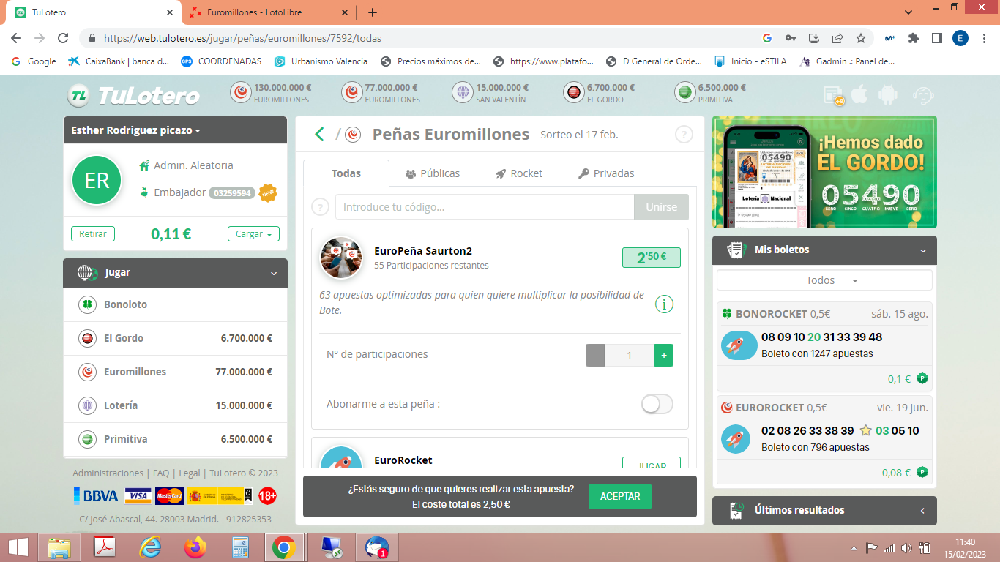 TuLotero
Euromillones - LotoLibre
https://web.tulotero.es/jugar/peñas/euromillones/7592/todas
E
Google
CaixaBank | banca d...
GPS
COORDENADAS
Urbanismo Valencia
Precios máximos de...
https://www.platafo...
D General de Orde...
Inicio - eSTILA
Gadmin .: Panel de...
TL
TuLotero
130.000.000 €
EUROMILLONES
77.000.000 €
EUROMILLONES
15.000.000 €
SAN VALENTÍN
6.700.000 €
EL GORDO
6.500.000 €
PRIMITIVA
Esther Rodriguez picazo
ER
Admin. Aleatoria
Embajador 03259594 NEW
Retirar
0,11 €
Cargar
Jugar
Bonoloto
El Gordo 6.700.000 €
Euromillones 77.000.000 €
Lotería 15.000.000 €
Primitiva 6.500.000 €
Administraciones | FAQ | Legal | TuLotero © 2023
BBVA VISA MasterCard 18+
C/ José Abascal, 44. 28003 Madrid. - 912825353
/ Peñas Euromillones Sorteo el 17 feb. ?
Todas
Públicas
Rocket
Privadas
? Introduce tu código... Unirse
EuroPeña Saurton2
55 Participaciones restantes
2'50 €
63 apuestas optimizadas para quien quiere multiplicar la posibilidad de
Bote.
i
Nº de participaciones
– 1 +
Abonarme a esta peña :
EuroRocket
JUGAR
¿Estás seguro de que quieres realizar esta apuesta?
El coste total es 2,50 €
ACEPTAR
¡Hemos dado
EL GORDO!
05490
CERO CINCO CUATRO NUEVE CERO
05490
Lotería Nacional
Mis boletos
Todos
BONOROCKET 0,5€ sáb. 15 ago.
08 09 10 20 31 33 39 48
Boleto con 1247 apuestas
0,1 € P
EUROROCKET 0,5€ vie. 19 jun.
02 08 26 33 38 39 03 05 10
Boleto con 796 apuestas
0,08 € P
Últimos resultados
1
11:40
15/02/2023